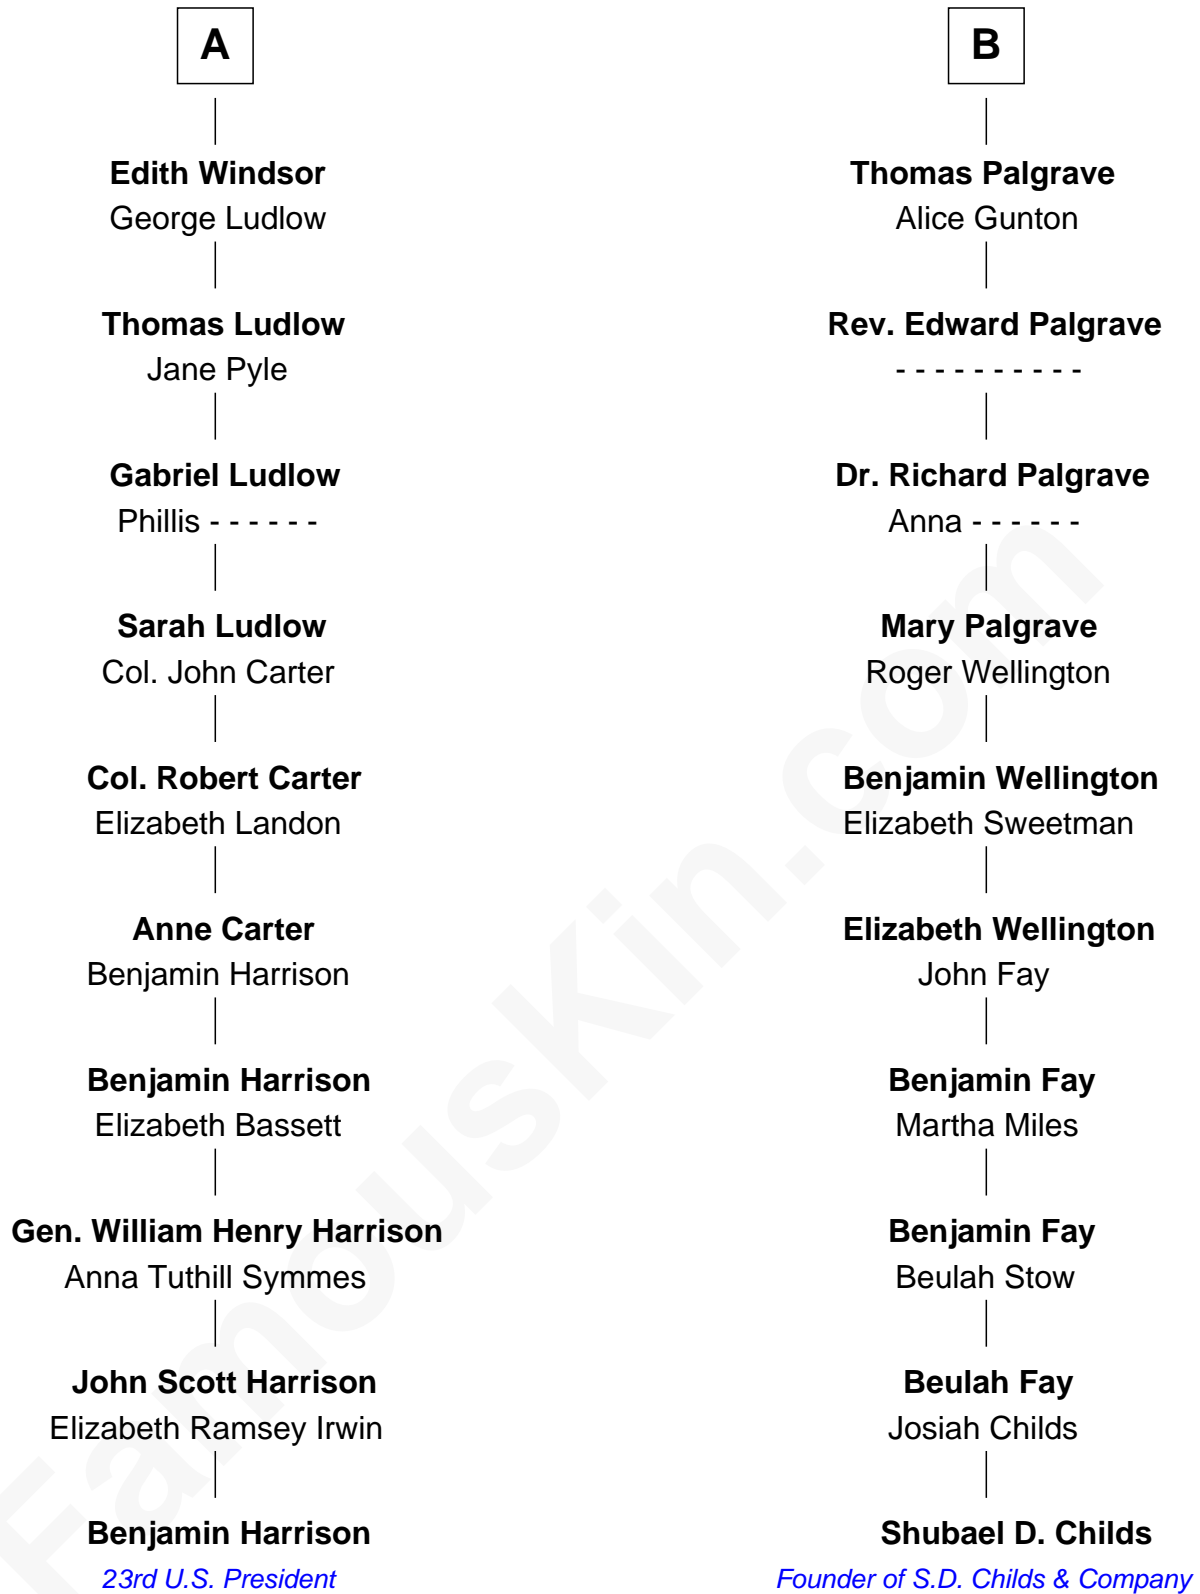 A
Edith Windsor
George Ludlow
Thomas Ludlow
Jane Pyle
Gabriel Ludlow
Phillis - - - - - -
Sarah Ludlow
Col. John Carter
Col. Robert Carter
Elizabeth Landon
Anne Carter
Benjamin Harrison
Benjamin Harrison
Elizabeth Bassett
Gen. William Henry Harrison
Anna Tuthill Symmes
John Scott Harrison
Elizabeth Ramsey Irwin
Benjamin Harrison
23rd U.S. President
B
Thomas Palgrave
Alice Gunton
Rev. Edward Palgrave
- - - - - - - - - -
Dr. Richard Palgrave
Anna - - - - - -
Mary Palgrave
Roger Wellington
Benjamin Wellington
Elizabeth Sweetman
Elizabeth Wellington
John Fay
Benjamin Fay
Martha Miles
Benjamin Fay
Beulah Stow
Beulah Fay
Josiah Childs
Shubael D. Childs
Founder of S.D. Childs & Company
FamousKin.com